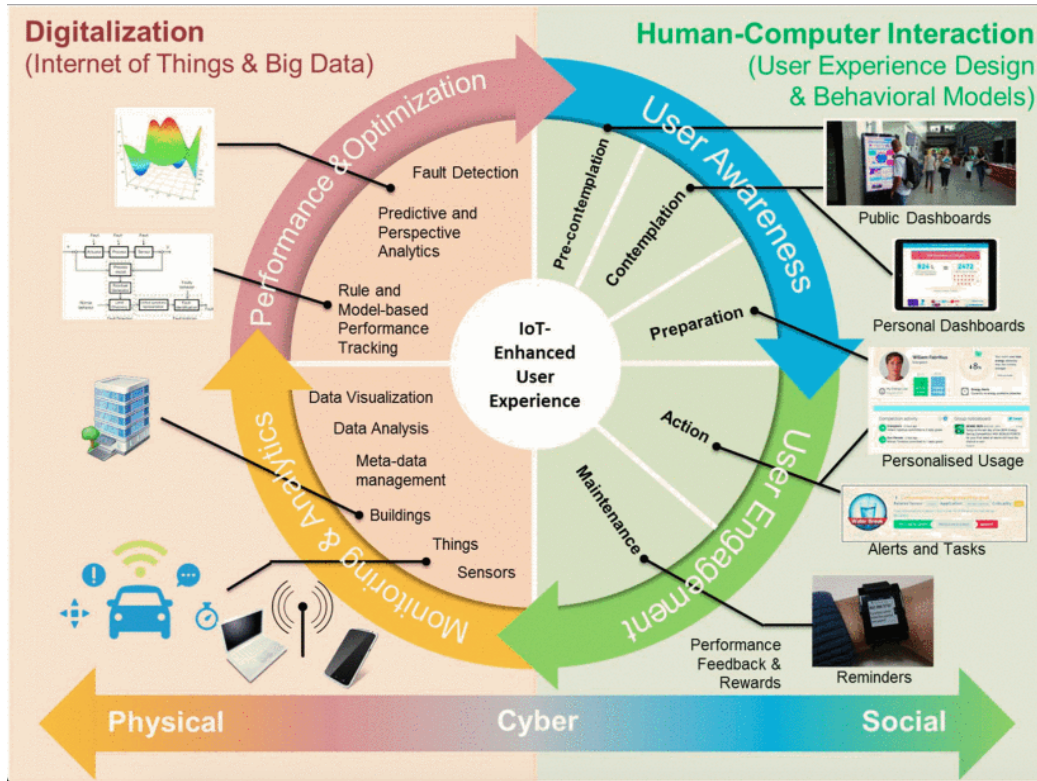 Digitalization
(Internet of Things & Big Data)
Human-Computer Interaction
(User Experience Design
& Behavioral Models)
Performance & Optimization
User Awareness
User Engagement
Monitoring & Analytics
Fault Detection
Predictive and
Perspective
Analytics
Rule and
Model-based
Performance
Tracking
Data Visualization
Data Analysis
Meta-data
management
Buildings
Things
Sensors
IoT-
Enhanced
User
Experience
Pre-contemplation
Contemplation
Preparation
Action
Maintenance
Public Dashboards
Personal Dashboards
Personalised Usage
Alerts and Tasks
Water Break
Performance
Feedback &
Rewards
Reminders
Physical
Cyber
Social